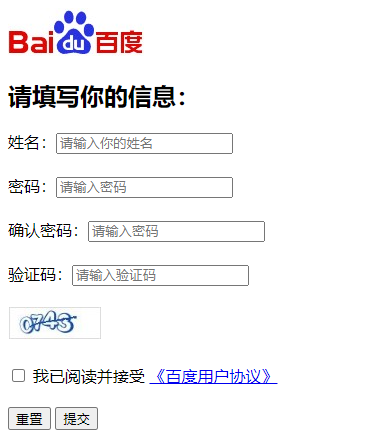 Bai du 百度
请填写你的信息：
姓名：请输入你的姓名
密码：请输入密码
确认密码：请输入密码
验证码：请输入验证码
0743
我已阅读并接受 《百度用户协议》
重置 提交